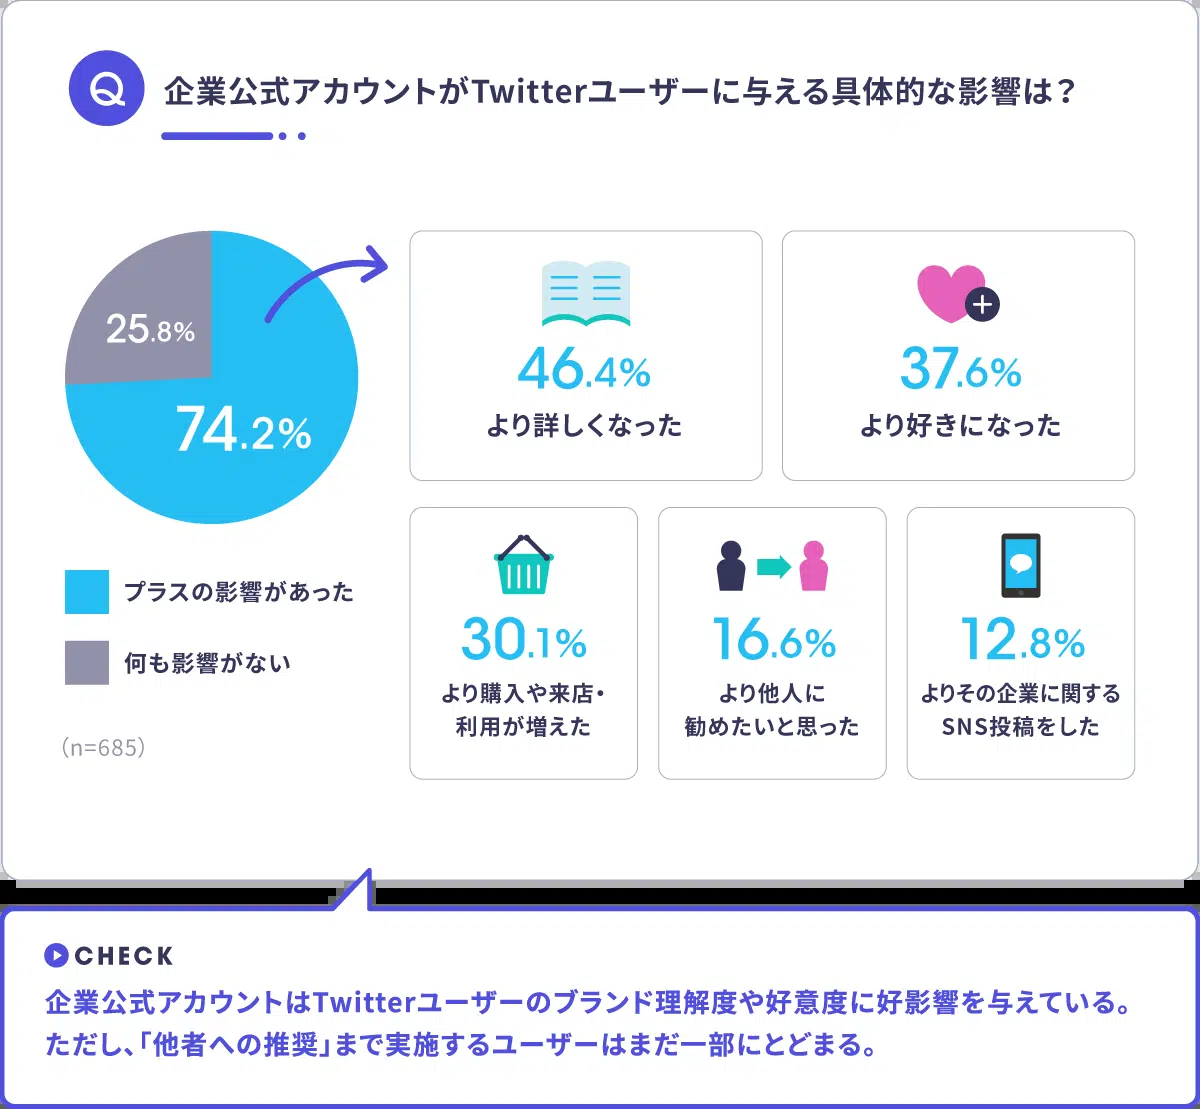 Q 企業公式アカウントがTwitterユーザーに与える具体的な影響は？
25.8%
74.2%
プラスの影響があった
何も影響がない
（n=685）
46.4%
より詳しくなった
37.6%
より好きになった
30.1%
より購入や来店・
利用が増えた
16.6%
より他人に
勧めたいと思った
12.8%
よりその企業に関する
SNS投稿をした
CHECK
企業公式アカウントはTwitterユーザーのブランド理解度や好意度に好影響を与えている。
ただし、「他者への推奨」まで実施するユーザーはまだ一部にとどまる。